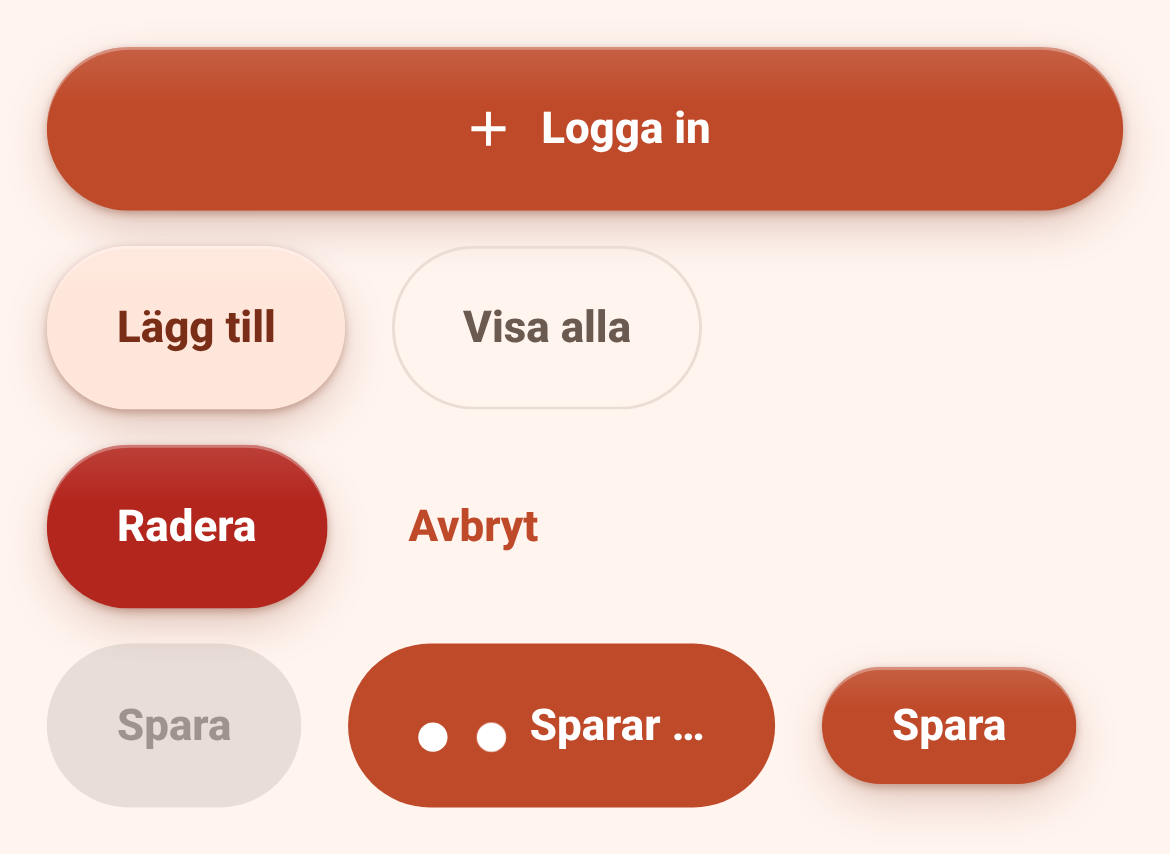 Logga in
Lägg till
Visa alla
Radera
Avbryt
Spara
Sparar …
Spara